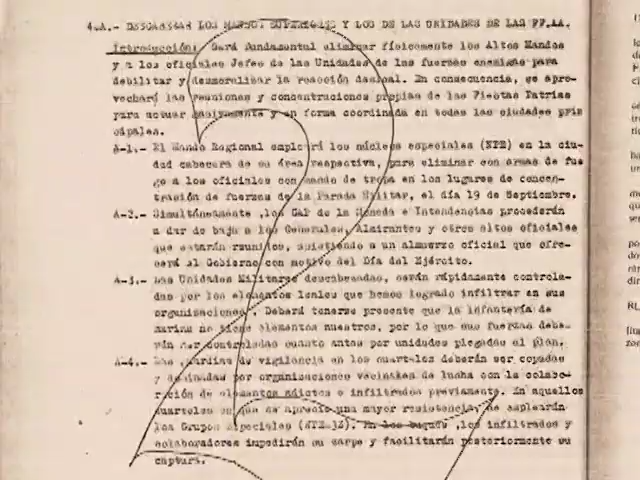 4.A.- DESCABEZAR LOS MANDOS SUPERIORES Y LOS DE LAS UNIDADES DE LAS FF.AA.
Introducción: Será fundamental eliminar físicamente los Altos Mandos
y a los oficiales Jefes de las Unidades de las fuerzas enemigas para
debilitar y desmoralizar la reacción desleal. En consecuencia, se apro-
vechará las reuniones y concentraciones propias de las Fiestas Patrias
para actuar masivamente y en forma coordinada en todas las ciudades prin
cipales.
A-1.- El Mando Regional empleará los núcleos especiales (NPE) en la ciu-
dad cabecera de su área respectiva, para eliminar con armas de fue
go a los oficiales con mando de tropa en los lugares de concen-
tración de fuerzas de la Parada Militar, el día 19 de Septiembre.
A-2.- Simultáneamente ,los GAP de la Moneda e Intendencias procederán
a dar de baja a los Generales, Almirantes y otros altos oficiales
que estarán reunidos, asistiendo a un almuerzo oficial que ofre-
cerá el Gobierno con motivo del Día del Ejército.
A-3.- Las Unidades Militares descabezadas, serán rápidamente controla-
das por los elementos leales que hemos logrado infiltrar en sus
organizaciones. Deberá tenerse presente que la infantería de
marina no tiene elementos nuestros, por lo que sus fuerzas debe-
rán ser controladas cuanto antes por unidades plegadas al plan.
A-4.- Las guardias de vigilancia en los cuarteles deberán ser copadas
y dominadas por organizaciones vecinales de lucha con la colabo-
ración de elementos adictos o infiltrados previamente. En aquellos
cuarteles en que se aprecie una mayor resistencia, se emplearán
los Grupos Especiales En los buques ,los infiltrados y
colaboradores impedirán su zarpe y facilitarán posteriormente su
captura.